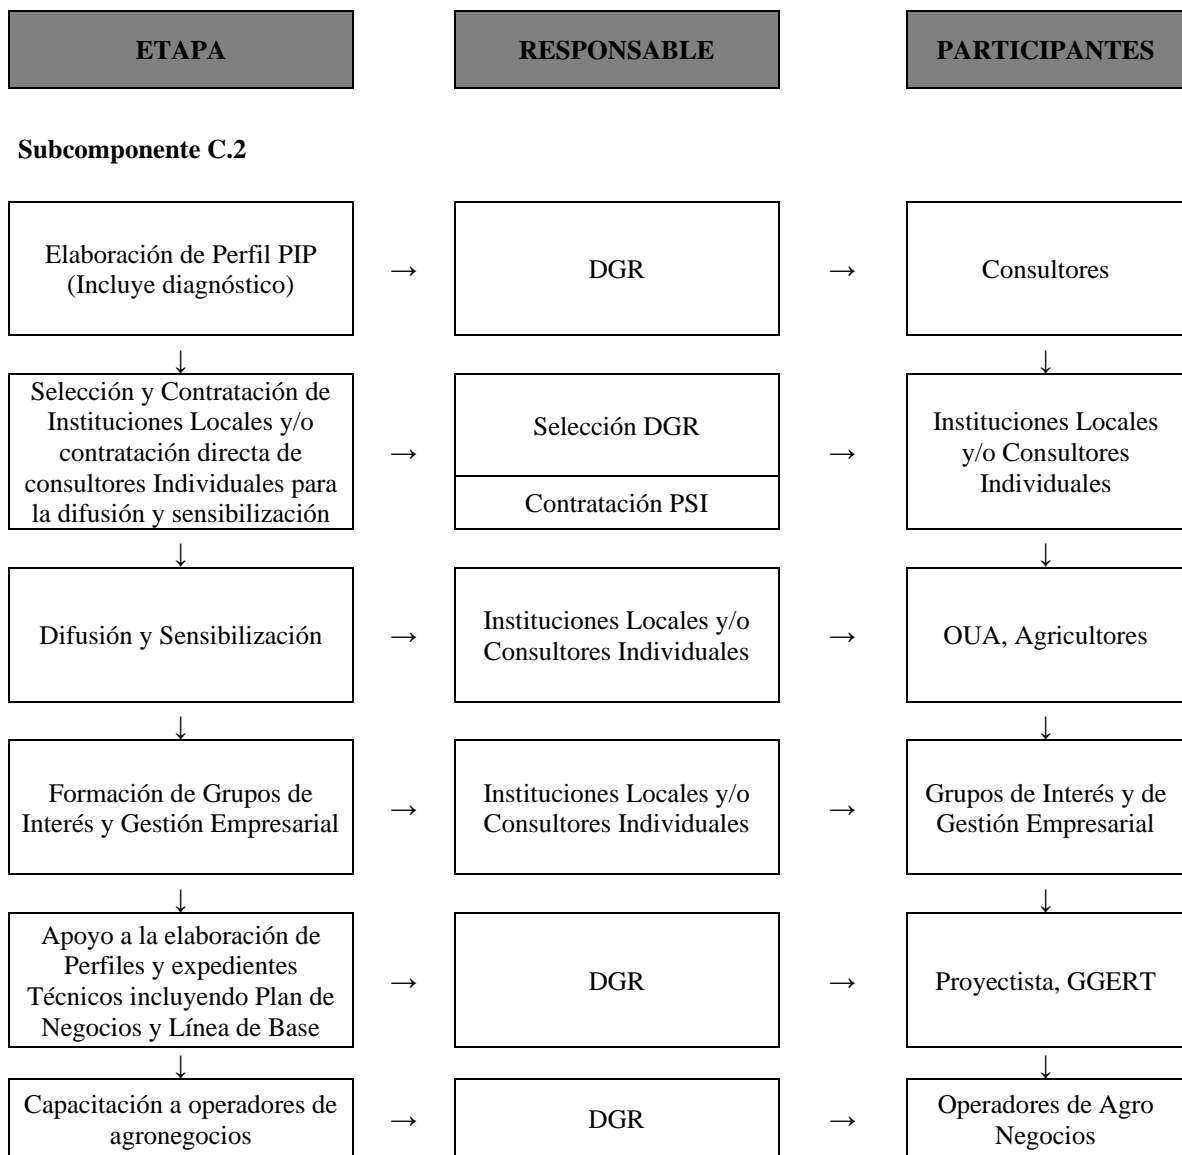 ETAPA
RESPONSABLE
PARTICIPANTES
Subcomponente C.2
Elaboración de Perfil PIP
(Incluye diagnóstico)
→
DGR
→
Consultores
↓
↓
Selección y Contratación de
Instituciones Locales y/o
contratación directa de
consultores Individuales para
la difusión y sensibilización
→
Selección DGR
Contratación PSI
→
Instituciones Locales
y/o Consultores
Individuales
↓
↓
Difusión y Sensibilización
→
Instituciones Locales y/o
Consultores Individuales
→
OUA, Agricultores
↓
↓
Formación de Grupos de
Interés y Gestión Empresarial
→
Instituciones Locales y/o
Consultores Individuales
→
Grupos de Interés y de
Gestión Empresarial
↓
↓
Apoyo a la elaboración de
Perfiles y expedientes
Técnicos incluyendo Plan de
Negocios y Línea de Base
→
DGR
→
Proyectista, GGERT
↓
↓
Capacitación a operadores de
agronegocios
→
DGR
→
Operadores de Agro
Negocios